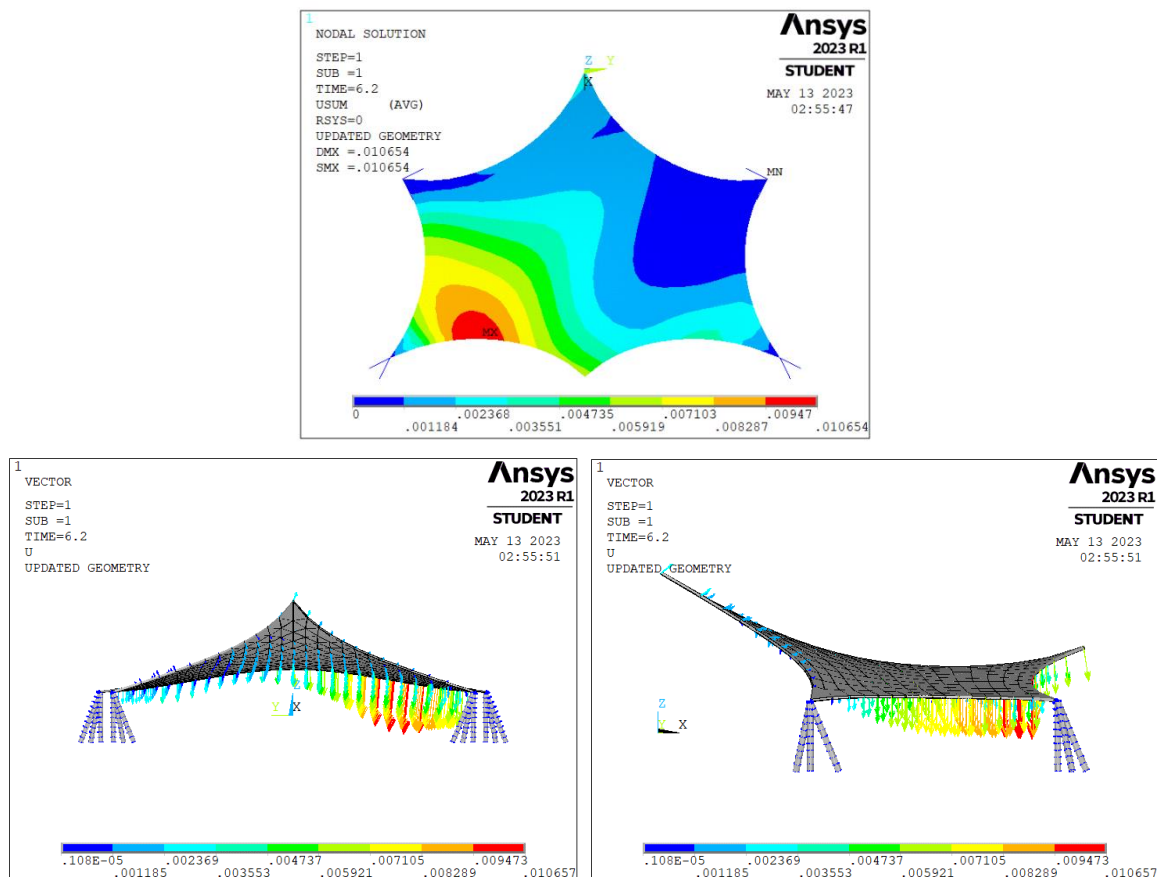 1
NODAL SOLUTION
STEP=1
SUB =1
TIME=6.2
USUM (AVG)
RSYS=0
UPDATED GEOMETRY
DMX =.010654
SMX =.010654
Ansys
2023 R1
STUDENT
MAY 13 2023
02:55:47
Z Y
X
MN
MX
0 .002368 .004735 .007103 .00947
.001184 .003551 .005919 .008287 .010654
1
VECTOR
STEP=1
SUB =1
TIME=6.2
U
UPDATED GEOMETRY
Ansys
2023 R1
STUDENT
MAY 13 2023
02:55:51
Z
Y X
.108E-05 .002369 .004737 .007105 .009473
.001185 .003553 .005921 .008289 .010657
1
VECTOR
STEP=1
SUB =1
TIME=6.2
U
UPDATED GEOMETRY
Ansys
2023 R1
STUDENT
MAY 13 2023
02:55:51
Z
Y X
.108E-05 .002369 .004737 .007105 .009473
.001185 .003553 .005921 .008289 .010657